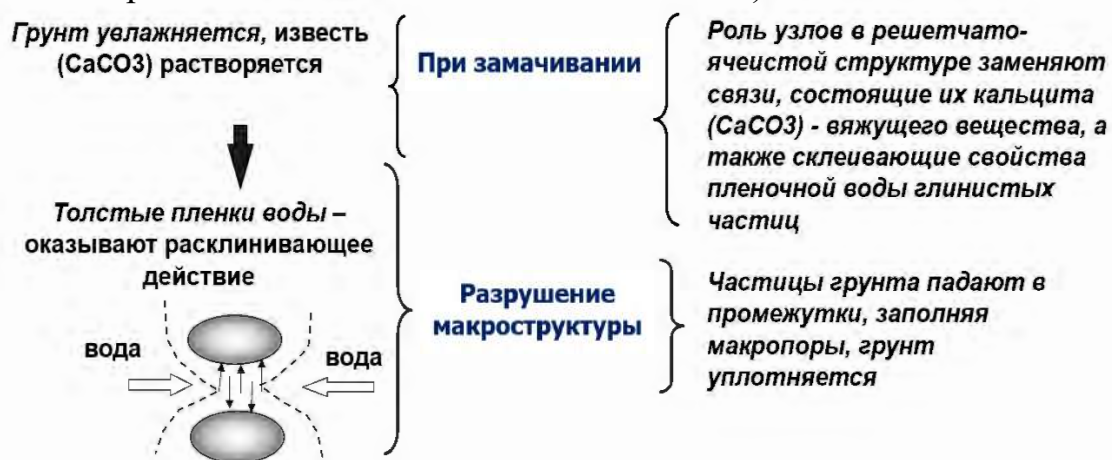 Грунт увлажняется, известь
(CaCO3) растворяется
При замачивании
Роль узлов в решетчато-
ячеистой структуре заменяют
связи, состоящие их кальцита
(CaCO3) - вяжущего вещества, а
также склеивающие свойства
пленочной воды глинистых
частиц
Толстые пленки воды –
оказывают расклинивающее
действие
вода
вода
Разрушение
макроструктуры
Частицы грунта падают в
промежутки, заполняя
макропоры, грунт
уплотняется